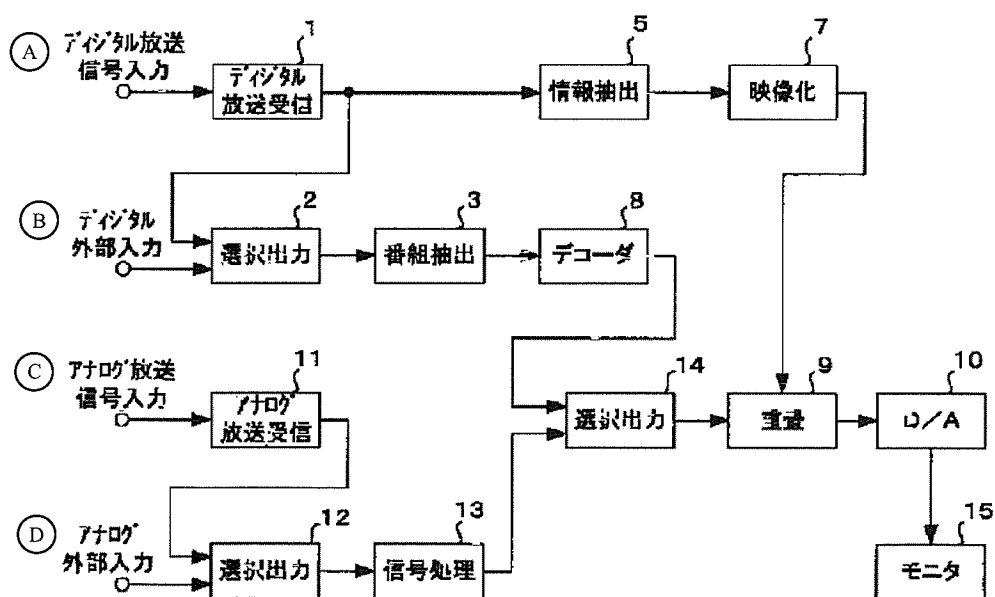 A
ディジタル放送
信号入力
1
ディジタル
放送受信
5
情報抽出
7
映像化
B
ディジタル
外部入力
2
選択出力
3
番組抽出
8
デコーダ
C
アナログ放送
信号入力
11
アナログ
放送受信
14
選択出力
9
重畳
10
D/A
D
アナログ
外部入力
12
選択出力
13
信号処理
15
モニタ